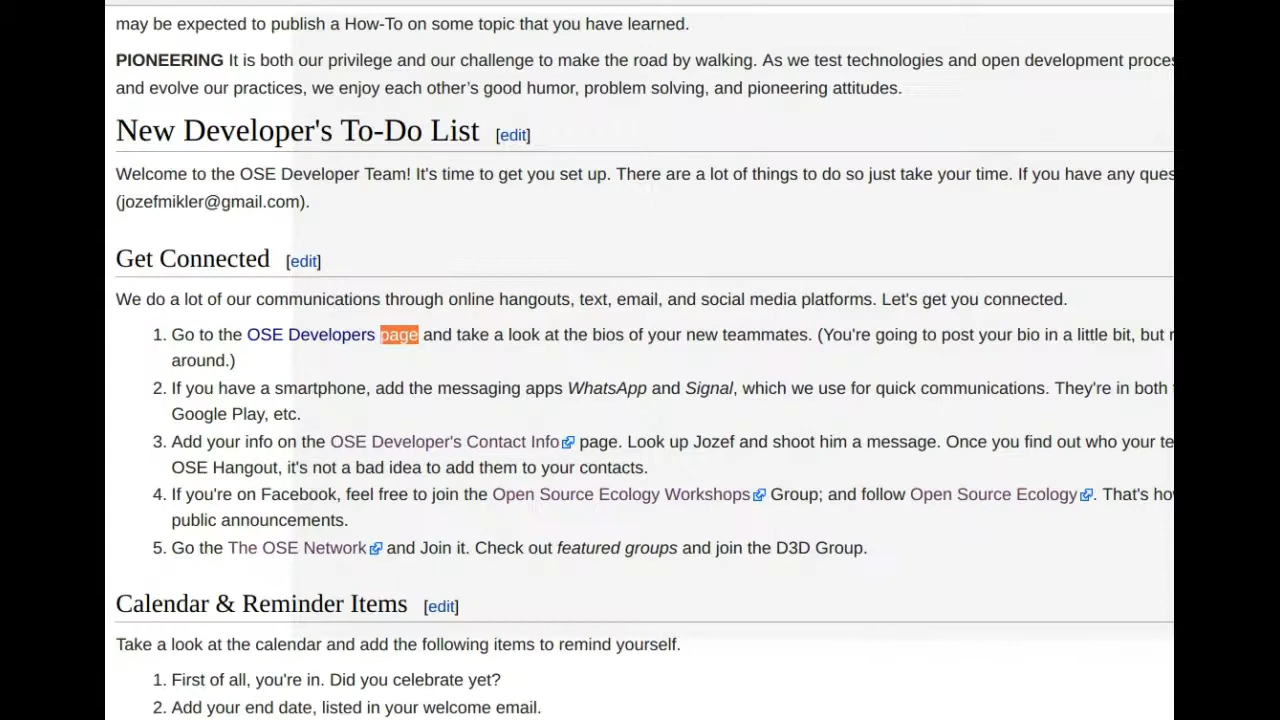 may be expected to publish a How-To on some topic that you have learned.
PIONEERING It is both our privilege and our challenge to make the road by walking. As we test technologies and open development
and evolve our practices, we enjoy each other’s good humor, problem solving, and pioneering attitudes.
New Developer's To-Do List [edit]
Welcome to the OSE Developer Team! It's time to get you set up. There are a lot of things to do so just take your time. If you have any
(jozefmikler@gmail.com).
Get Connected [edit]
We do a lot of our communications through online hangouts, text, email, and social media platforms. Let's get you connected.
1. Go to the OSE Developers page and take a look at the bios of your new teammates. (You're going to post your bio in a little bit, but
around.)
2. If you have a smartphone, add the messaging apps WhatsApp and Signal, which we use for quick communications. They're in both
Google Play, etc.
3. Add your info on the OSE Developer's Contact Info page. Look up Jozef and shoot him a message. Once you find out who your
OSE Hangout, it's not a bad idea to add them to your contacts.
4. If you're on Facebook, feel free to join the Open Source Ecology Workshops Group; and follow Open Source Ecology. That's
public announcements.
5. Go the The OSE Network and Join it. Check out featured groups and join the D3D Group.
Calendar & Reminder Items [edit]
Take a look at the calendar and add the following items to remind yourself.
1. First of all, you're in. Did you celebrate yet?
2. Add your end date, listed in your welcome email.